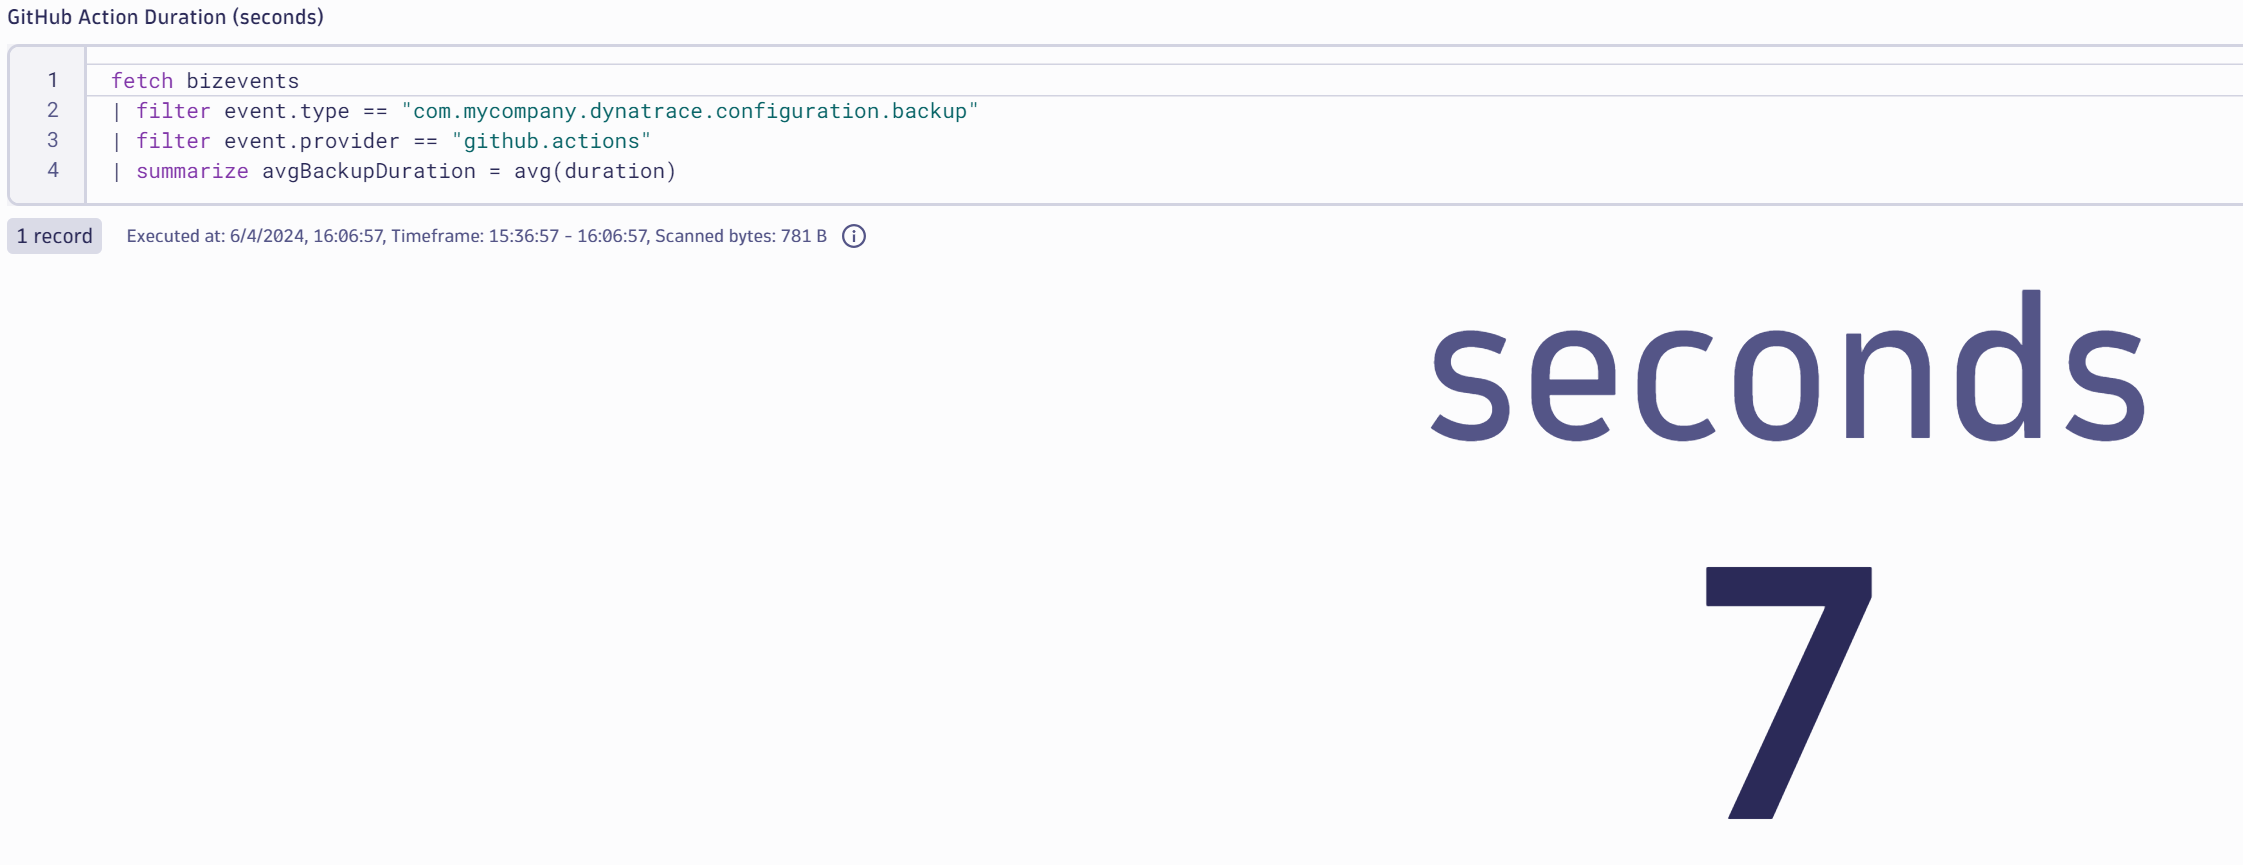 GitHub Action Duration (seconds)
1 fetch bizevents
2 | filter event.type == "com.mycompany.dynatrace.configuration.backup"
3 | filter event.provider == "github.actions"
4 | summarize avgBackupDuration = avg(duration)
1 record Executed at: 6/4/2024, 16:06:57, Timeframe: 15:36:57 - 16:06:57, Scanned bytes: 781 B
seconds
7